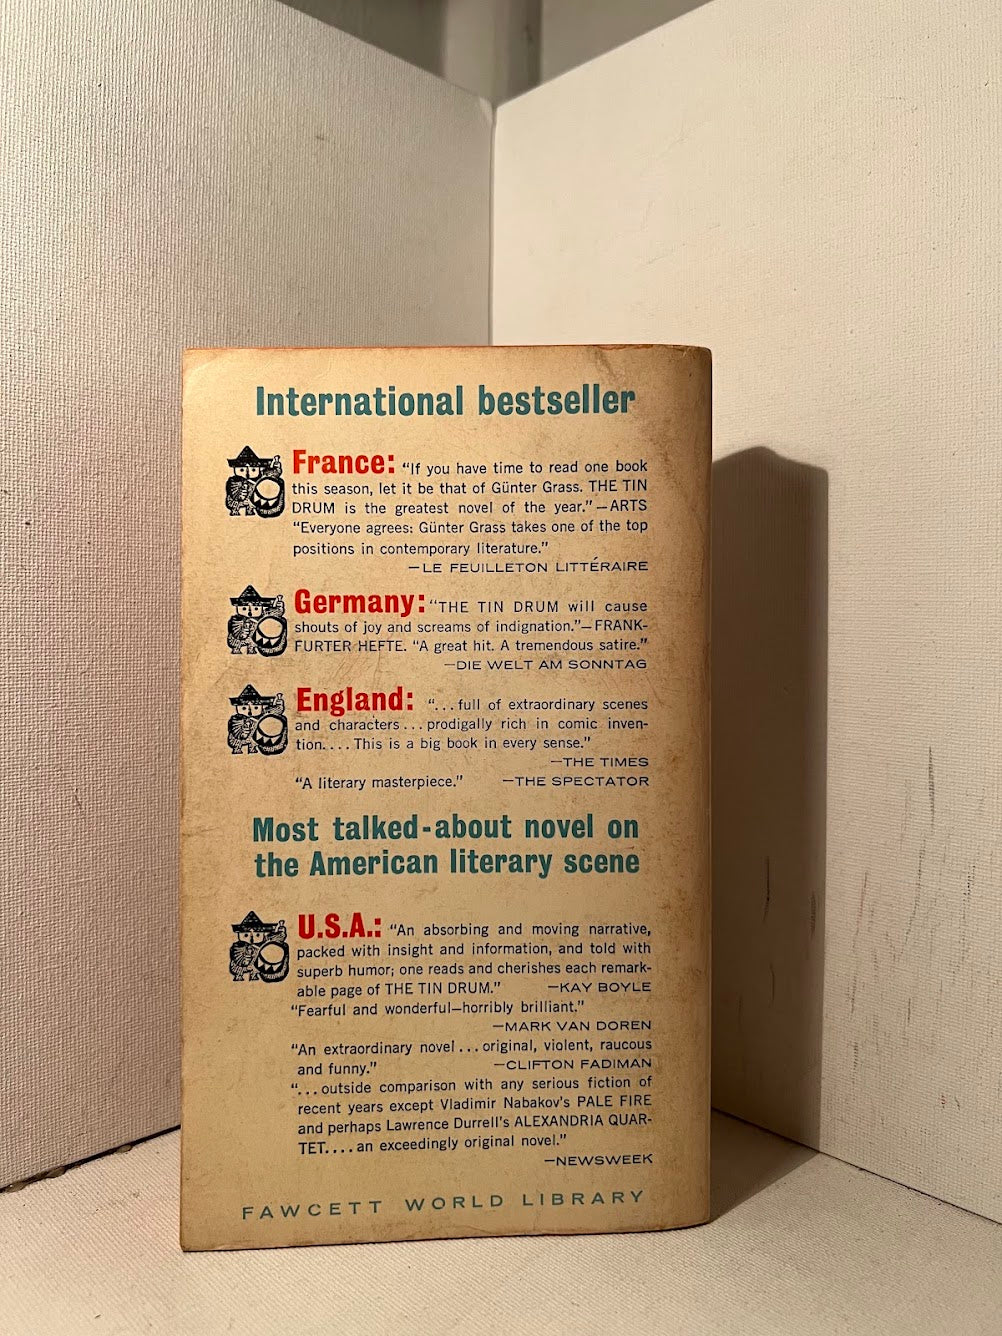 International bestseller
France: “If you have time to read one book
this season, let it be that of Günter Grass. THE TIN
DRUM is the greatest novel of the year.”—ARTS
“Everyone agrees: Günter Grass takes one of the top
positions in contemporary literature.”
—LE FEUILLETON LITTÉRAIRE
Germany: “THE TIN DRUM will cause
shouts of joy and screams of indignation.”—FRANK-
FURTER HEFTE. “A great hit. A tremendous satire.”
—DIE WELT AM SONNTAG
England: “...full of extraordinary scenes
and characters...prodigally rich in comic inven-
tion....This is a big book in every sense.”
—THE TIMES
“A literary masterpiece.” —THE SPECTATOR
Most talked-about novel on
the American literary scene
U.S.A.: “An absorbing and moving narrative,
packed with insight and information, and told with
superb humor; one reads and cherishes each remark-
able page of THE TIN DRUM.” —KAY BOYLE
“Fearful and wonderful—horribly brilliant.”
—MARK VAN DOREN
“An extraordinary novel...original, violent, raucous
and funny.” —CLIFTON FADIMAN
“...outside comparison with any serious fiction of
recent years except Vladimir Nabakov's PALE FIRE
and perhaps Lawrence Durrell's ALEXANDRIA QUAR-
TET....an exceedingly original novel.”
—NEWSWEEK
FAWCETT WORLD LIBRARY